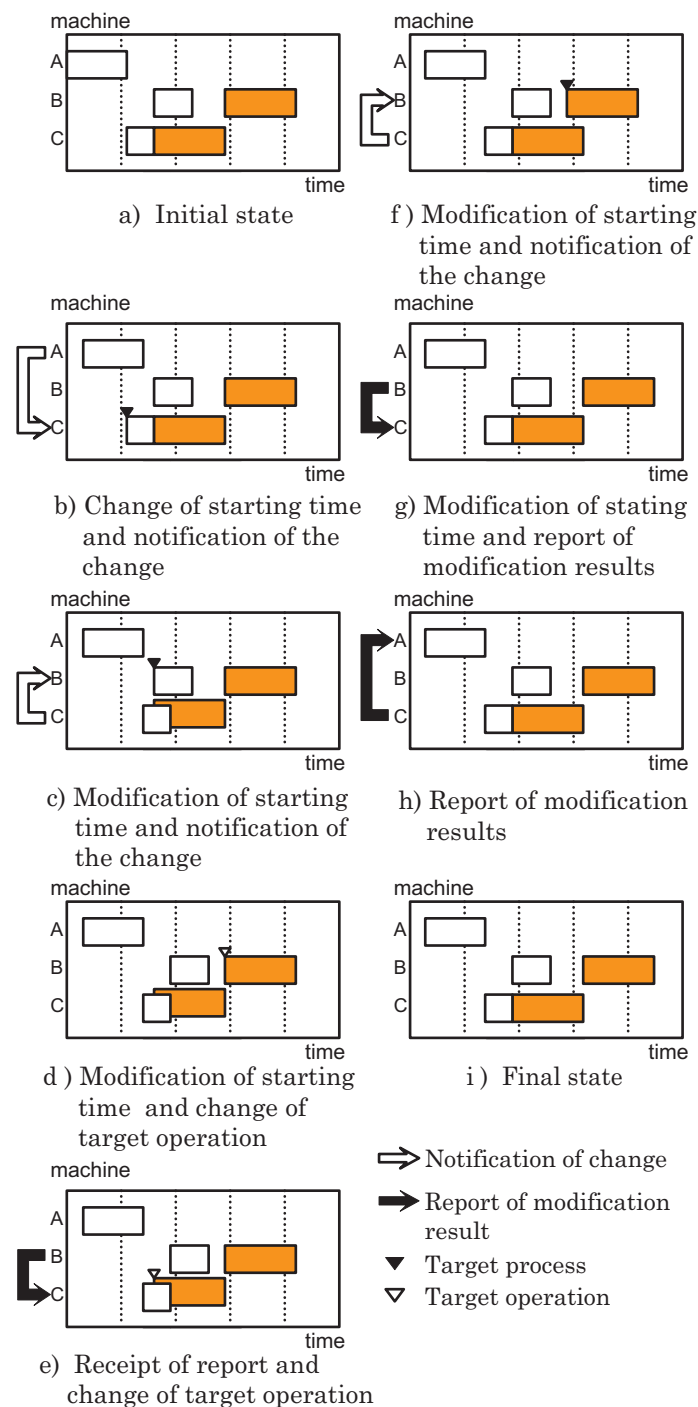 machine
A
B
C
time
a) Initial state
machine
A
B
C
time
b) Change of starting time
and notification of the
change
machine
A
B
C
time
c) Modification of starting
time and notification of
the change
machine
A
B
C
time
d ) Modification of starting
time and change of
target operation
machine
A
B
C
time
e) Receipt of report and
change of target operation
machine
A
B
C
time
f ) Modification of starting
time and notification of
the change
machine
A
B
C
time
g) Modification of stating
time and report of
modification results
machine
A
B
C
time
h) Report of modification
results
machine
A
B
C
time
i ) Final state
Notification of change
Report of modification
result
Target process
Target operation